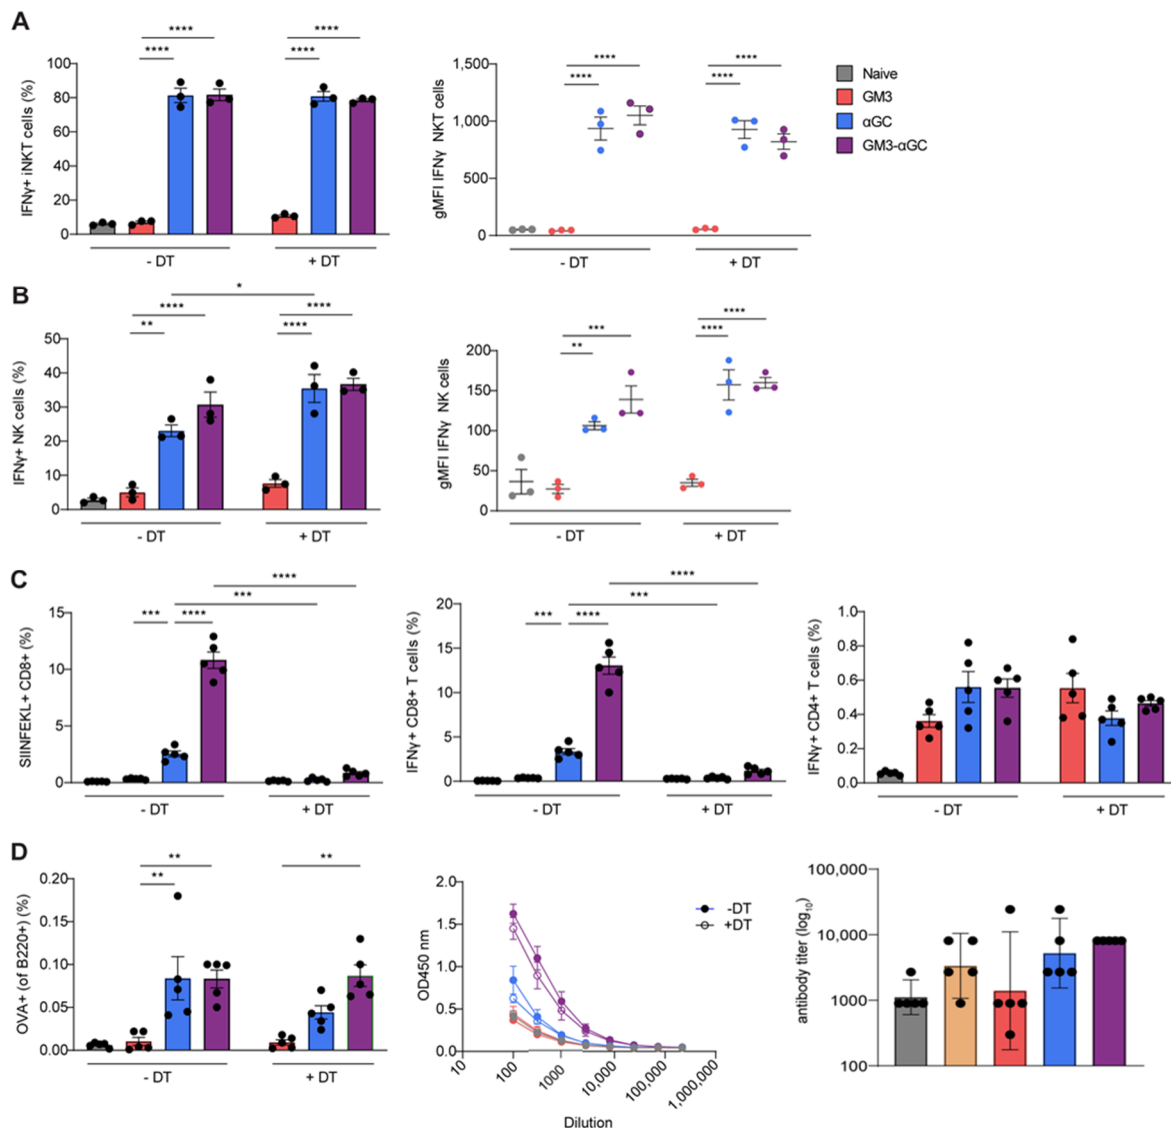 A
**** ****
**** ****
IFNγ+ iNKT cells (%)
100
80
60
40
20
0
- DT + DT
**** ****
**** ****
gMFI IFNγ NKT cells
1,500
1,000
500
0
- DT + DT
Naive
GM3
αGC
GM3-αGC
B
*
**** ****
** ****
IFNγ+ NK cells (%)
50
40
30
20
10
0
- DT + DT
*** ****
** ****
gMFI IFNγ NK cells
200
150
100
50
0
- DT + DT
C
****
***
*** ****
SIINFEKL+ CD8+ (%)
15
10
5
0
- DT + DT
****
***
*** ****
IFNγ+ CD8+ T cells (%)
20
15
10
5
0
- DT + DT
IFNγ+ CD4+ T cells (%)
1.0
0.8
0.6
0.4
0.2
0.0
- DT + DT
D
** **
**
OVA+ (of B220+) (%)
0.20
0.15
0.10
0.05
0.00
- DT + DT
OD450 nm
2.0
1.5
1.0
0.5
0.0
10 100 1000 10,000 100,000 1,000,000
Dilution
-DT
+DT
antibody titer (log10)
100,000
10,000
1000
100